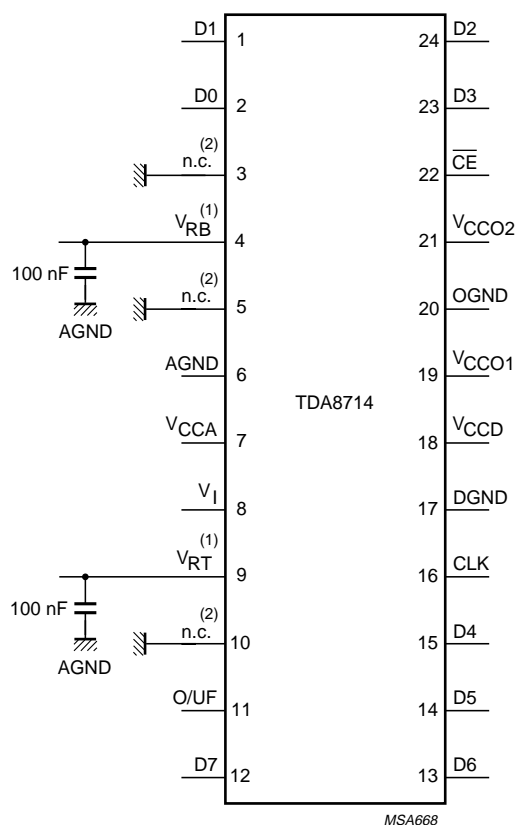 D1 1 24 D2
D0 2 23 D3
(2)
n.c. 3 22 CE
(1)
VRB 4 21 VCCO2
100 nF
(2)
n.c. 5 20 OGND
AGND
AGND 6 19 VCCO1
TDA8714
VCCA 7 18 VCCD
VI 8 17 DGND
(1)
VRT 9 16 CLK
100 nF
(2)
n.c. 10 15 D4
AGND
O/UF 11 14 D5
D7 12 13 D6
MSA668